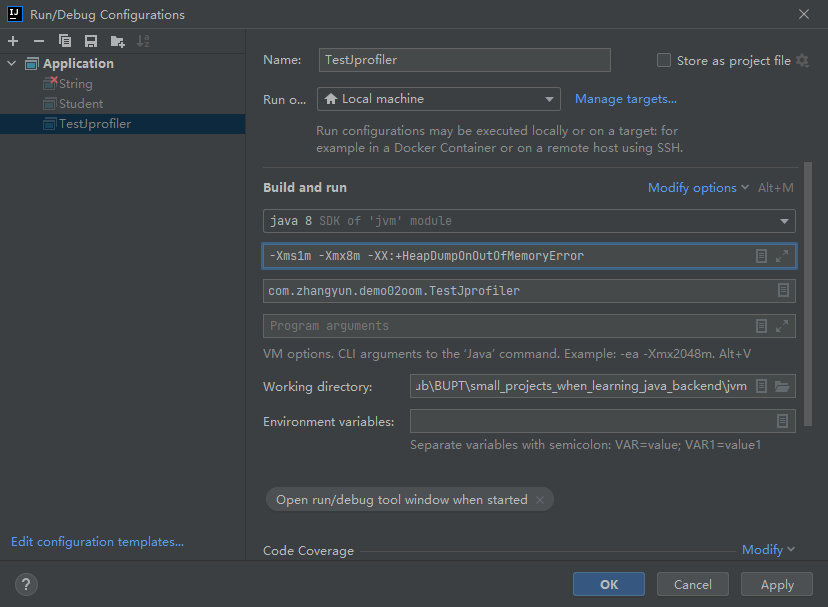 Run/Debug Configurations
Application
String
Student
TestJprofiler
Edit configuration templates...
Name: TestJprofiler Store as project file
Run o... Local machine Manage targets...
Run configurations may be executed locally or on a target: for
example in a Docker Container or on a remote host using SSH.
Build and run Modify options Alt+M
java 8 SDK of 'jvm' module
-Xms1m -Xmx8m -XX:+HeapDumpOnOutOfMemoryError
com.zhangyun.demo02oom.TestJprofiler
Program arguments
VM options. CLI arguments to the 'Java' command. Example: -ea -Xmx2048m. Alt+V
Working directory: ub\BUPT\small_projects_when_learning_java_backend\jvm
Environment variables:
Separate variables with semicolon: VAR=value; VAR1=value1
Open run/debug tool window when started
Code Coverage Modify
? OK Cancel Apply